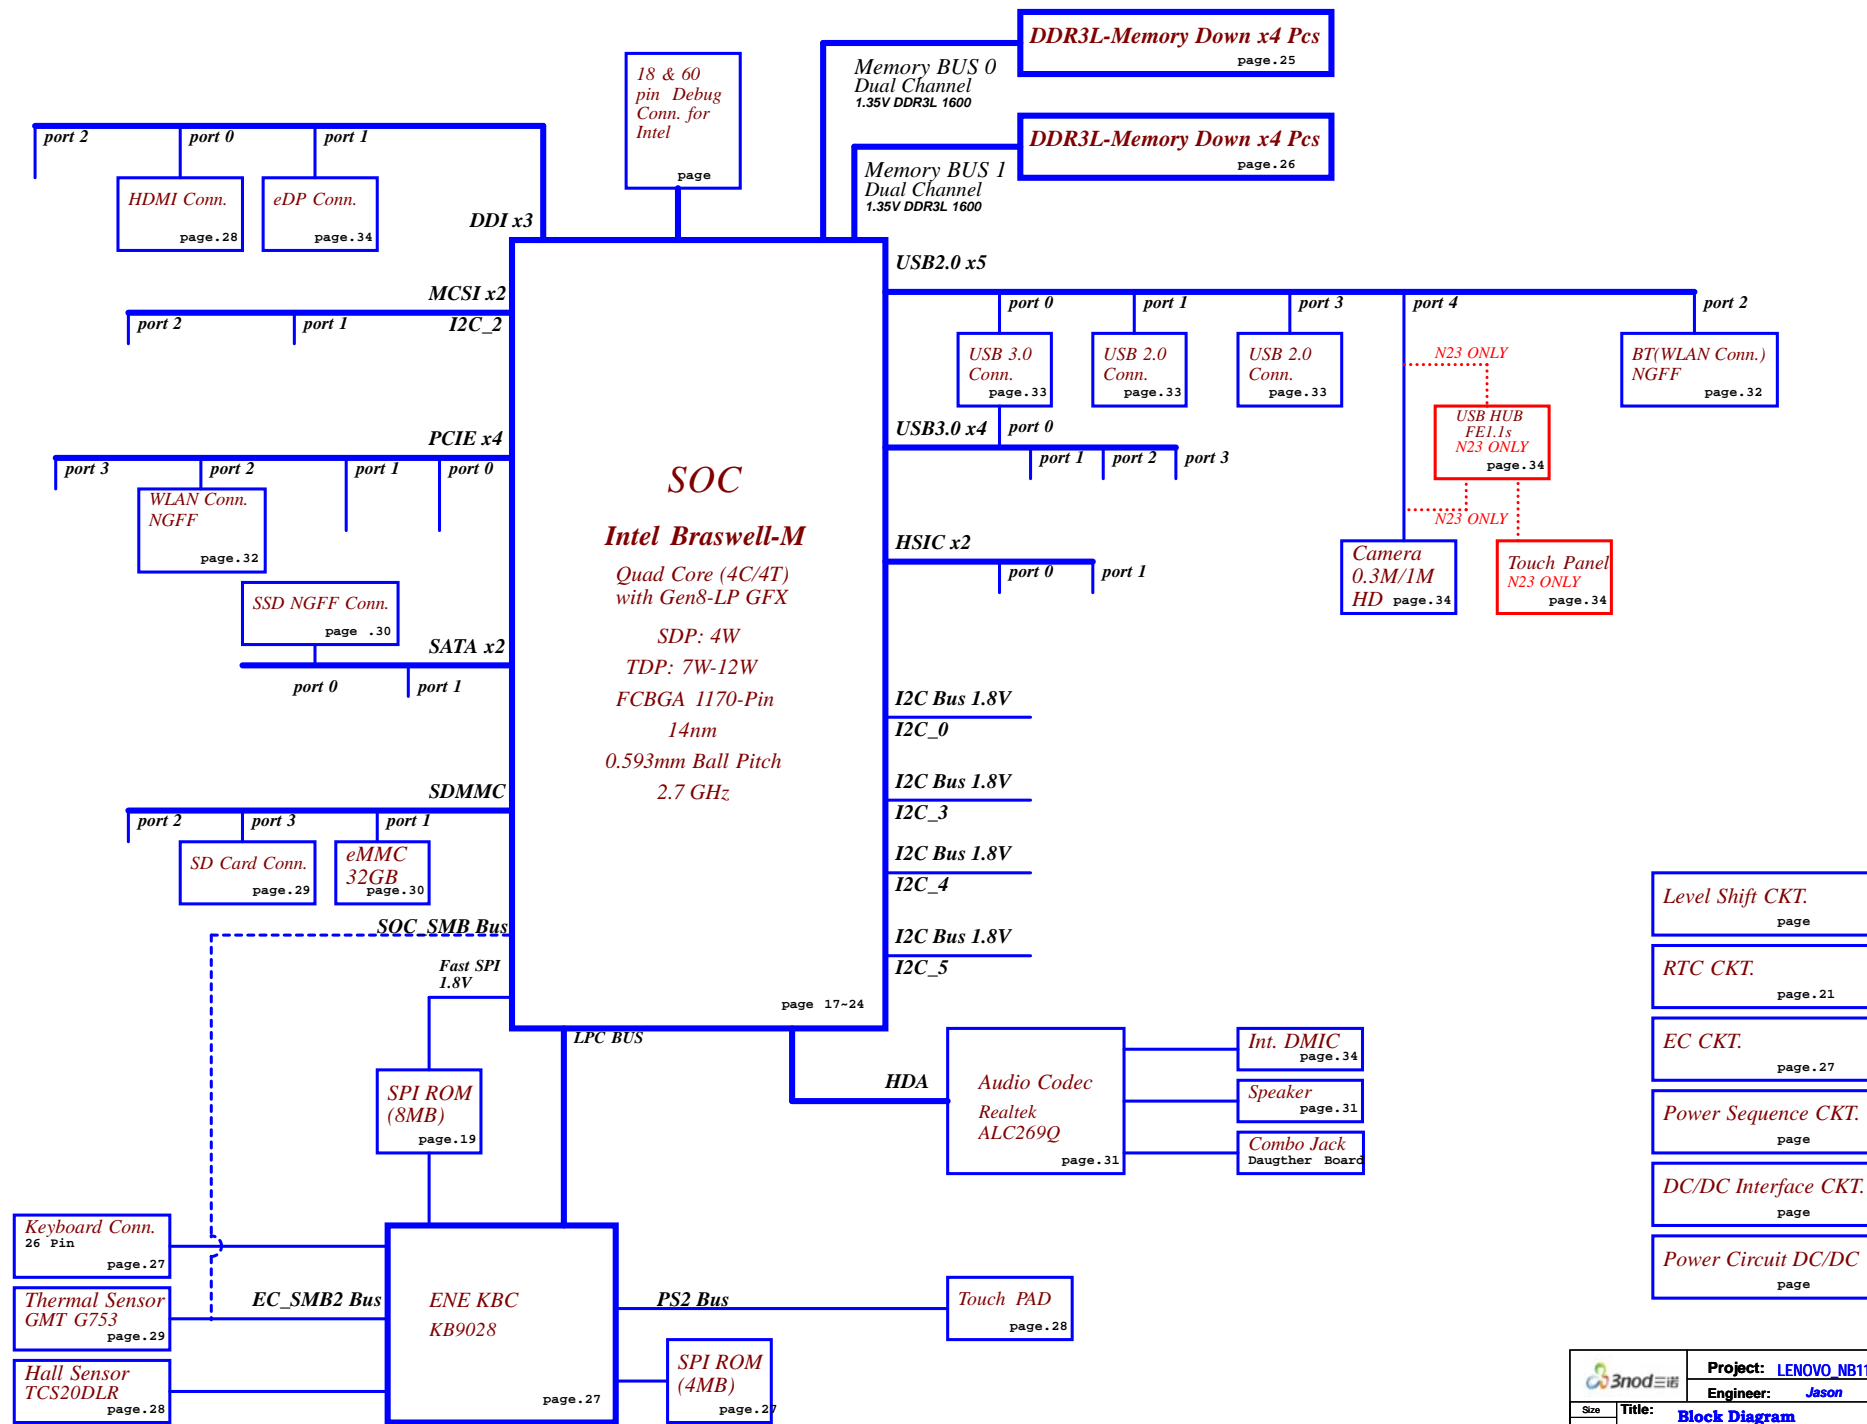 DDR3L-Memory Down x4 Pcs
page.25
Memory BUS 0
Dual Channel
1.35V DDR3L 1600
18 & 60
pin Debug
Conn. for
Intel
page
DDR3L-Memory Down x4 Pcs
page.26
Memory BUS 1
Dual Channel
1.35V DDR3L 1600
port 2
port 0
port 1
HDMI Conn.
page.28
eDP Conn.
page.34
DDI x3
MCSI x2
I2C_2
port 2
port 1
PCIE x4
port 3
port 2
port 1
port 0
WLAN Conn.
NGFF
page.32
SSD NGFF Conn.
page .30
SATA x2
port 0
port 1
SDMMC
port 2
port 3
port 1
SD Card Conn.
page.29
eMMC
32GB
page.30
SOC_SMB Bus
Fast SPI
1.8V
SOC
Intel Braswell-M
Quad Core (4C/4T)
with Gen8-LP GFX
SDP: 4W
TDP: 7W-12W
FCBGA 1170-Pin
14nm
0.593mm Ball Pitch
2.7 GHz
page 17~24
USB2.0 x5
port 0
port 1
port 3
port 4
port 2
USB 3.0
Conn.
page.33
USB 2.0
Conn.
page.33
USB 2.0
Conn.
page.33
N23 ONLY
BT(WLAN Conn.)
NGFF
page.32
USB HUB
FE1.1s
N23 ONLY
page.34
USB3.0 x4
port 0
port 1
port 2
port 3
N23 ONLY
HSIC x2
port 0
port 1
Camera
0.3M/1M
HD page.34
Touch Panel
N23 ONLY
page.34
I2C Bus 1.8V
I2C_0
I2C Bus 1.8V
I2C_3
I2C Bus 1.8V
I2C_4
I2C Bus 1.8V
I2C_5
Level Shift CKT.
page
RTC CKT.
page.21
EC CKT.
page.27
Power Sequence CKT.
page
DC/DC Interface CKT.
page
Power Circuit DC/DC
page
LPC BUS
HDA
Audio Codec
Realtek
ALC269Q
page.31
Int. DMIC
page.34
Speaker
page.31
Combo Jack
Daugther Board
SPI ROM
(8MB)
page.19
Keyboard Conn.
26 Pin
page.27
Thermal Sensor
GMT G753
page.29
Hall Sensor
TCS20DLR
page.28
EC_SMB2 Bus
ENE KBC
KB9028
page.27
PS2 Bus
Touch PAD
page.28
SPI ROM
(4MB)
page.27
3nod三诺
Project: LENOVO_NB11
Engineer: Jason
Size
Title: Block Diagram